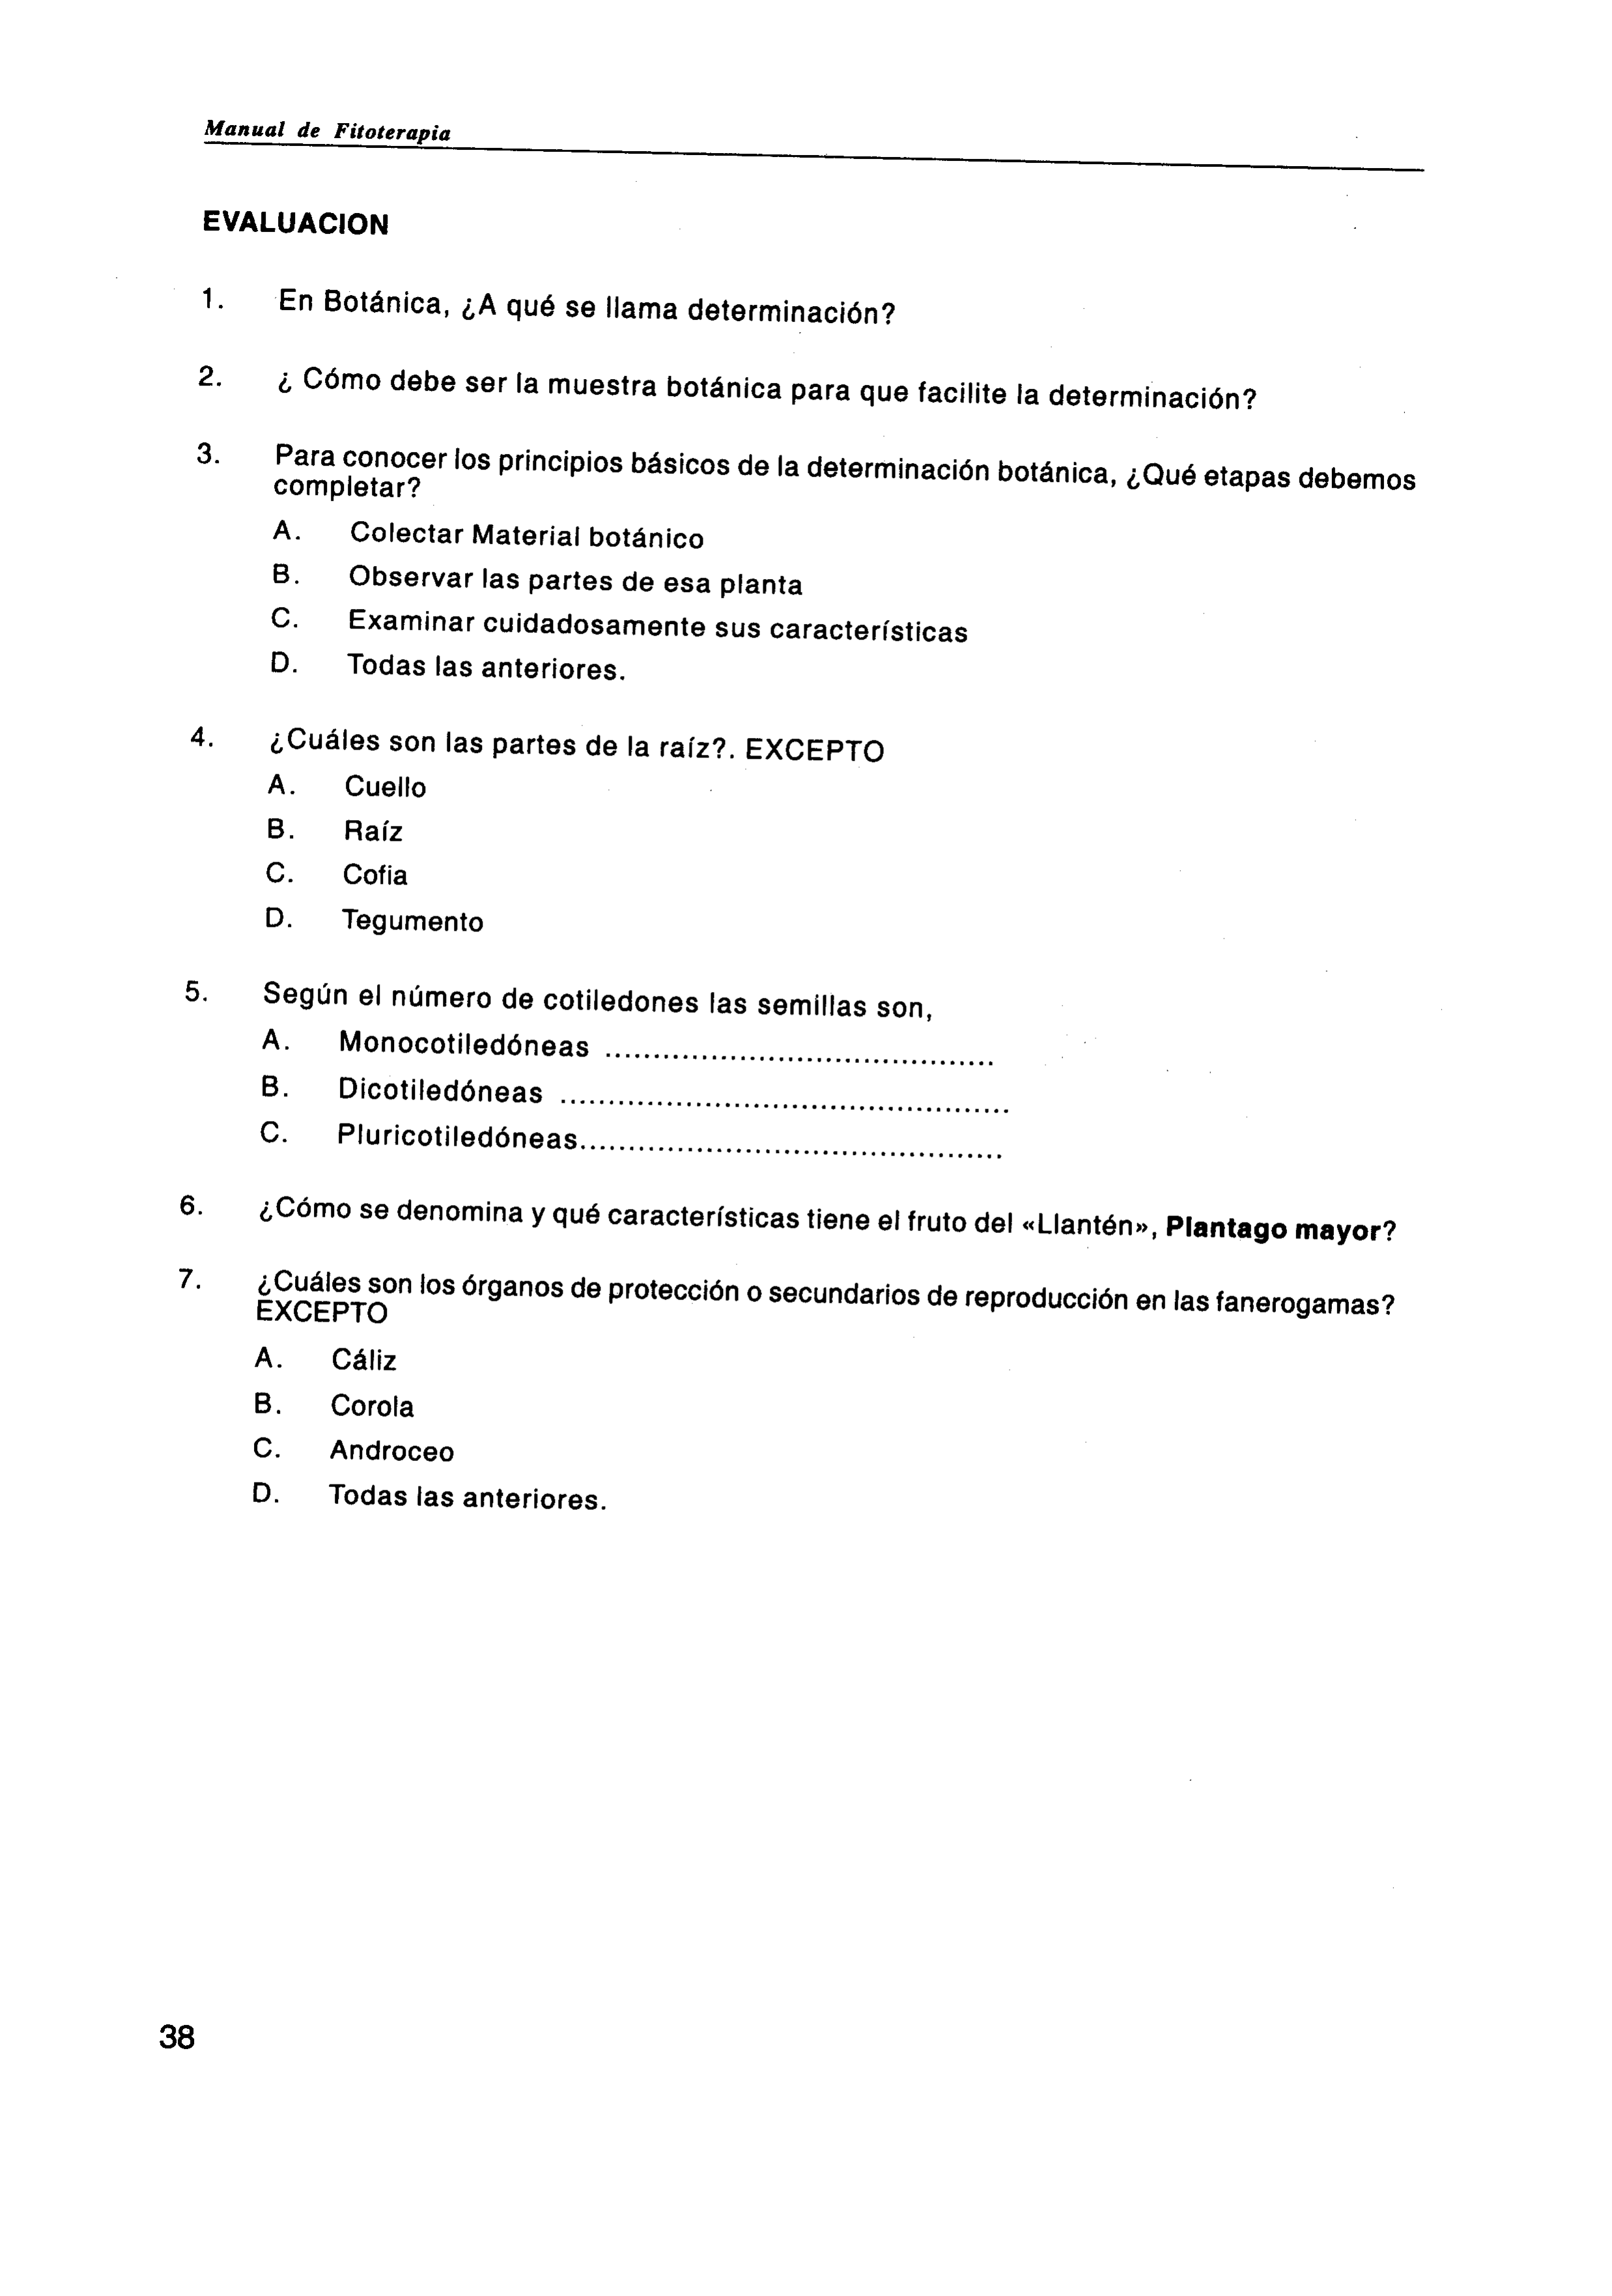 Manual de Fitoterapia
EVALUACION
1. En Botánica, ¿A qué se llama determinación?
2. ¿ Cómo debe ser la muestra botánica para que facilite la determinación?
3. Para conocer los principios básicos de la determinación botánica, ¿Qué etapas debemos
completar?
A. Colectar Material botánico
B. Observar las partes de esa planta
C. Examinar cuidadosamente sus características
D. Todas las anteriores.
4. ¿Cuáles son las partes de la raíz?. EXCEPTO
A. Cuello
B. Raíz
C. Cofia
D. Tegumento
5. Según el número de cotiledones las semillas son,
A. Monocotiledóneas ........................................
B. Dicotiledóneas ..............................................
C. Pluricotiledóneas...........................................
6. ¿Cómo se denomina y qué características tiene el fruto del «Llantén», Plantago mayor?
7. ¿Cuáles son los órganos de protección o secundarios de reproducción en las fanerogamas?
EXCEPTO
A. Cáliz
B. Corola
C. Androceo
D. Todas las anteriores.
38